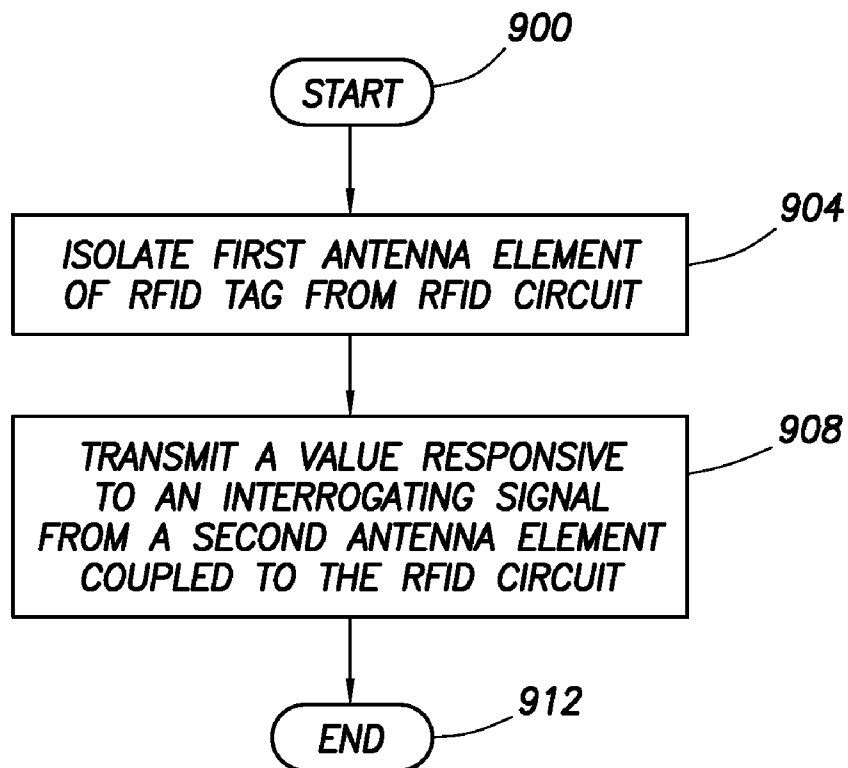 900
START
904
ISOLATE FIRST ANTENNA ELEMENT
OF RFID TAG FROM RFID CIRCUIT
908
TRANSMIT A VALUE RESPONSIVE
TO AN INTERROGATING SIGNAL
FROM A SECOND ANTENNA ELEMENT
COUPLED TO THE RFID CIRCUIT
912
END